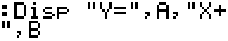 :Disp "Y=",A,"X+
",B